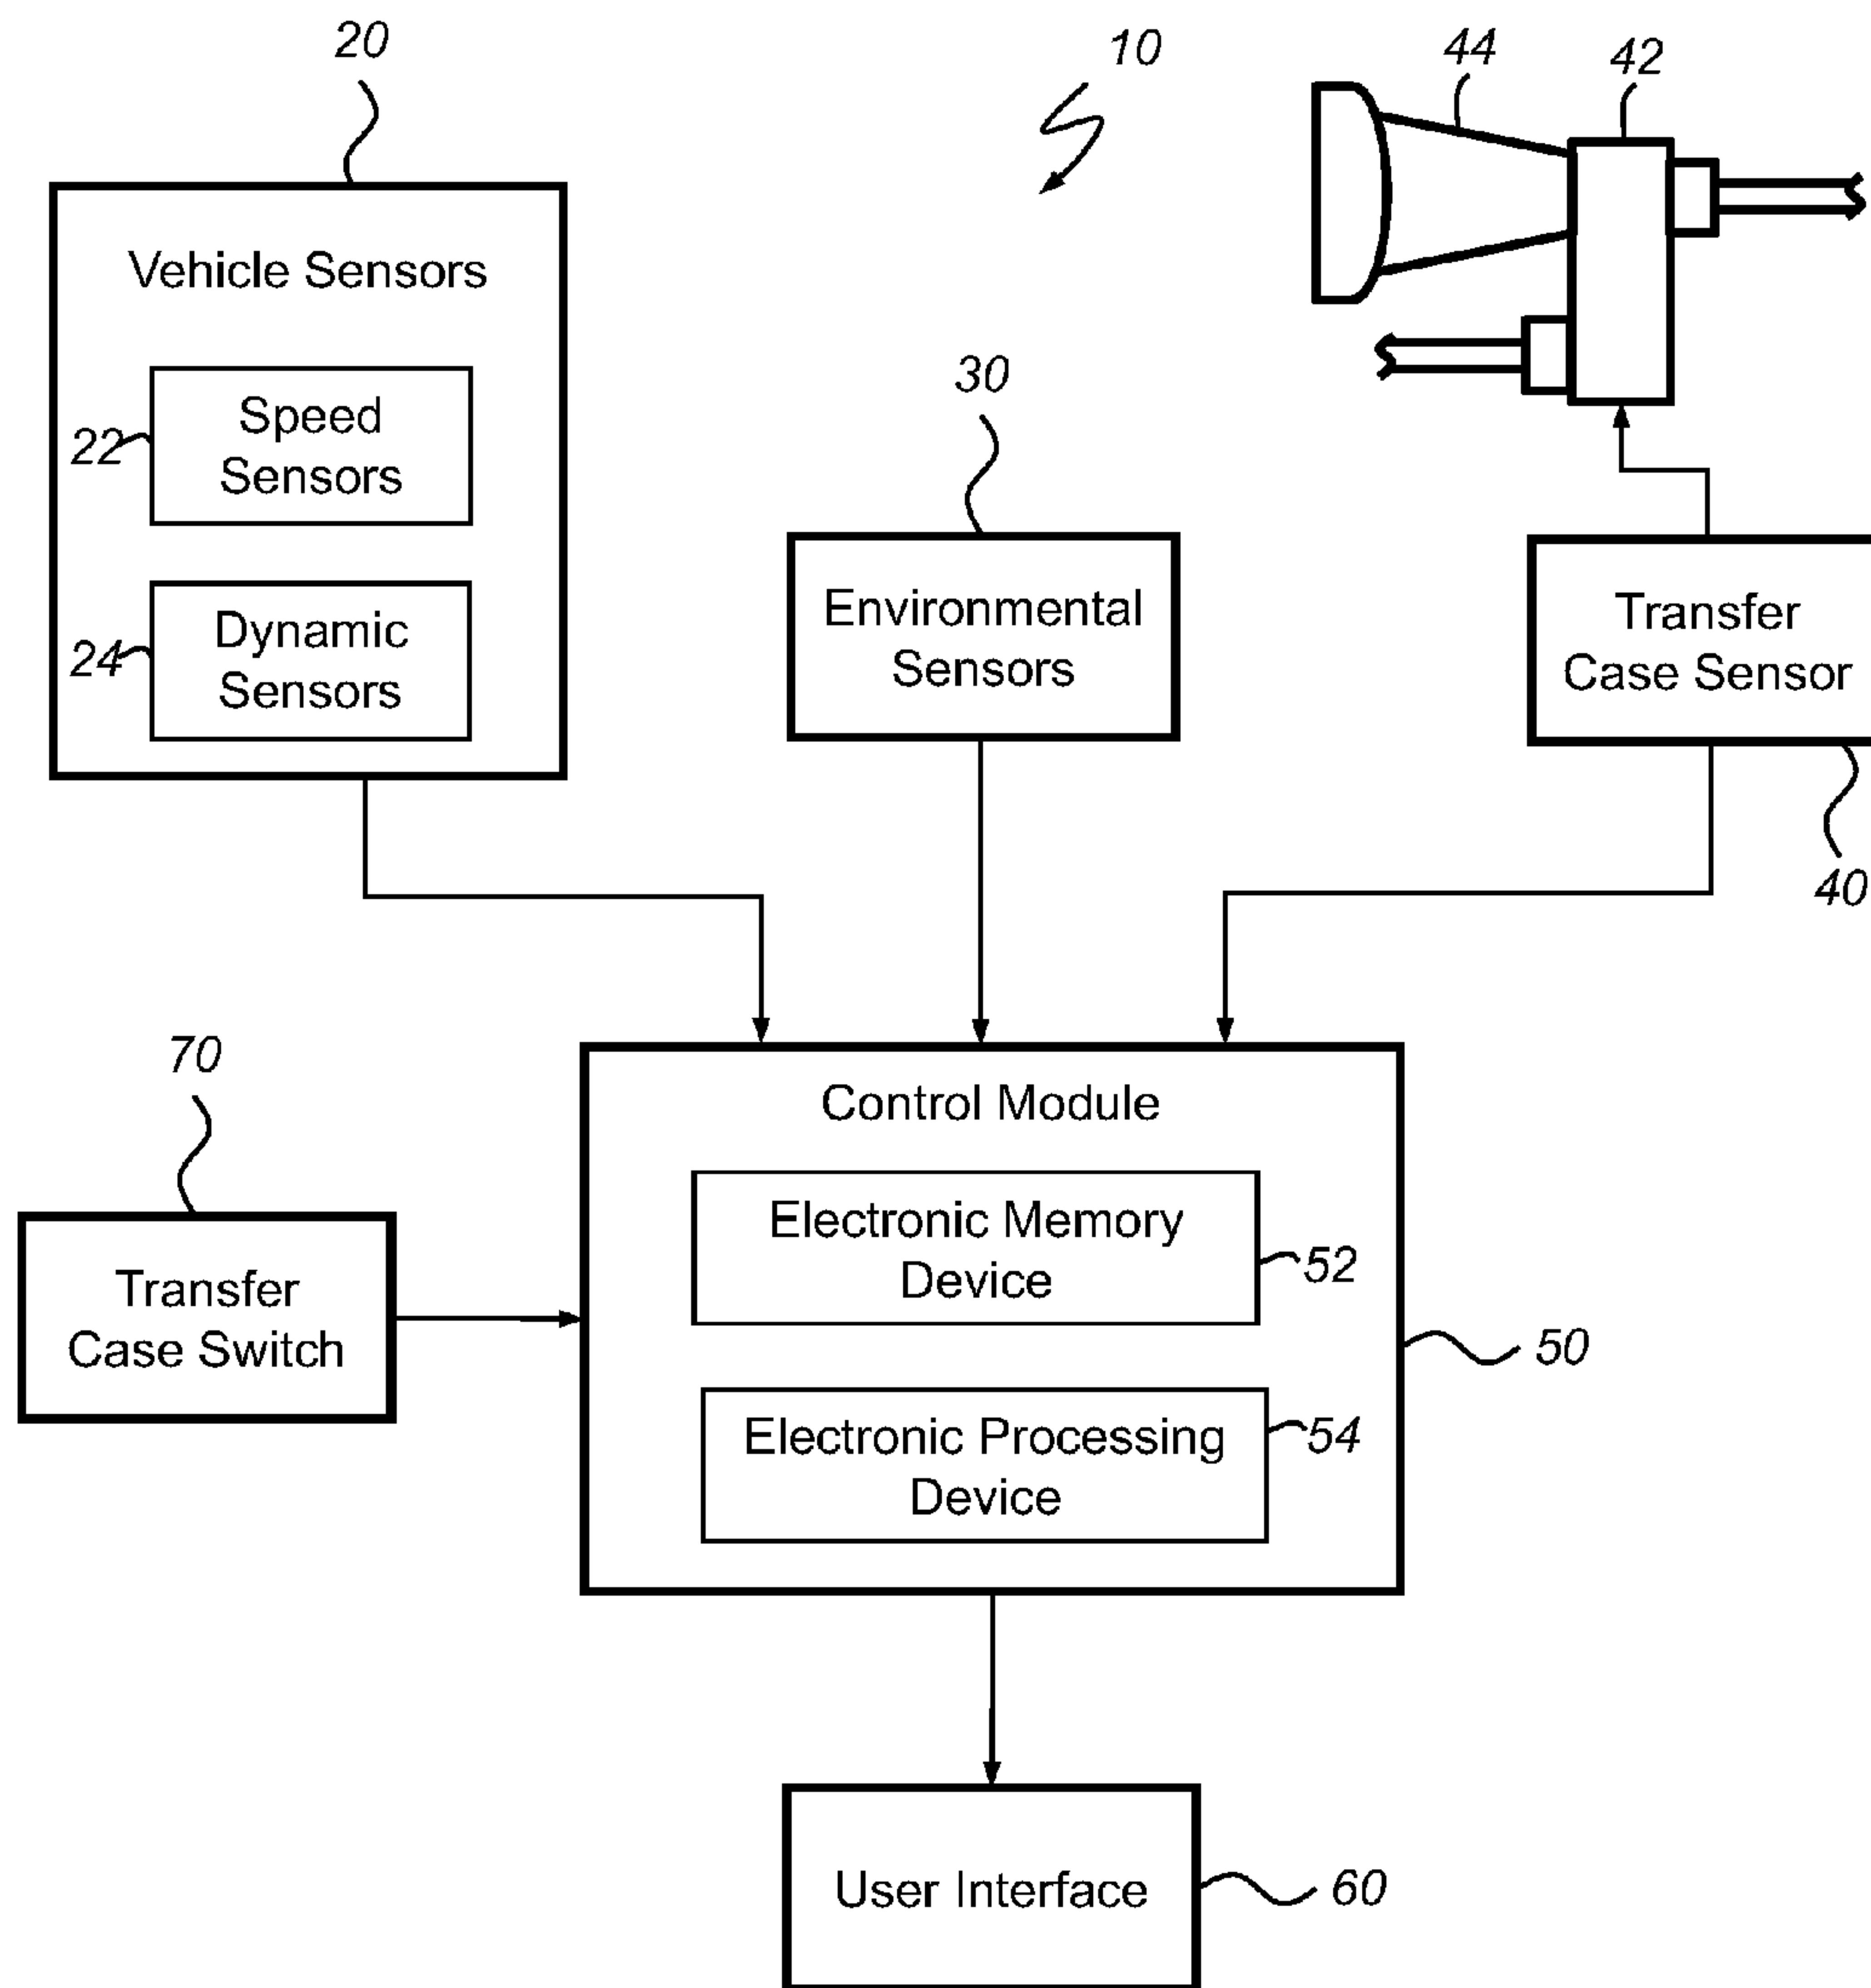 20
10
44
42
Vehicle Sensors
22
Speed
Sensors
24
Dynamic
Sensors
30
Environmental
Sensors
Transfer
Case Sensor
40
70
Transfer
Case Switch
Control Module
Electronic Memory
Device
52
50
Electronic Processing
Device
54
User Interface
60